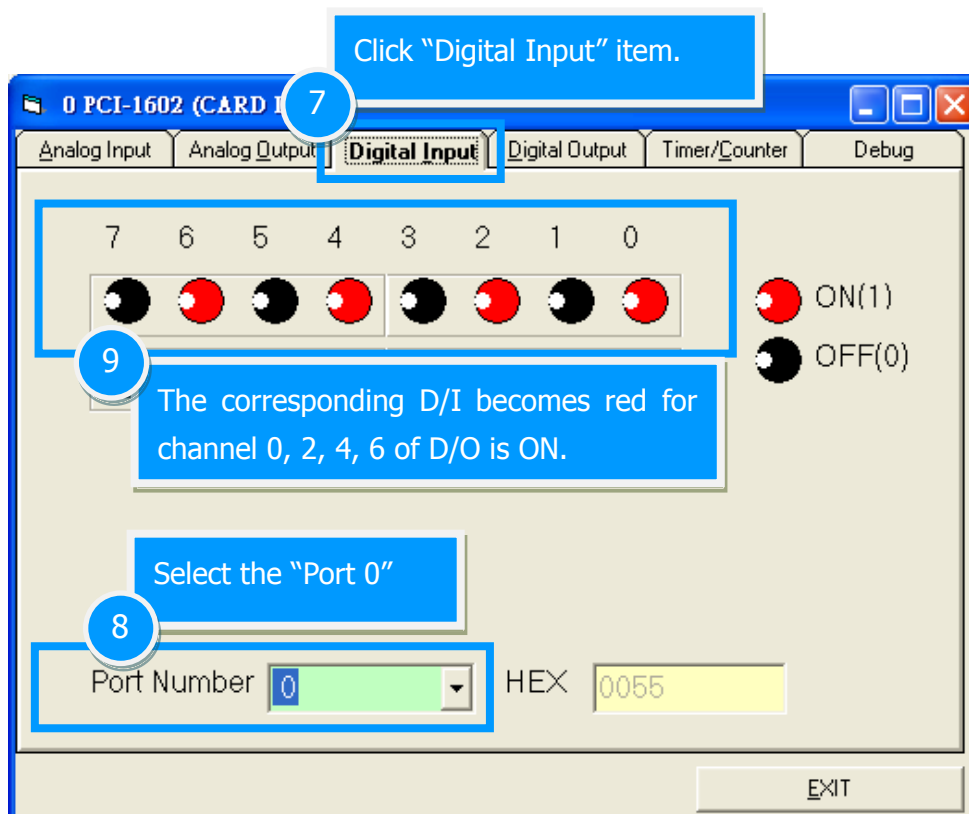 Click “Digital Input” item.
7
0 PCI-1602 (CARD I
Analog Input Analog Output Digital Input Digital Output Timer/Counter Debug
7 6 5 4 3 2 1 0
ON(1)
OFF(0)
9
The corresponding D/I becomes red for
channel 0, 2, 4, 6 of D/O is ON.
Select the “Port 0”
8
Port Number 0 HEX 0055
EXIT